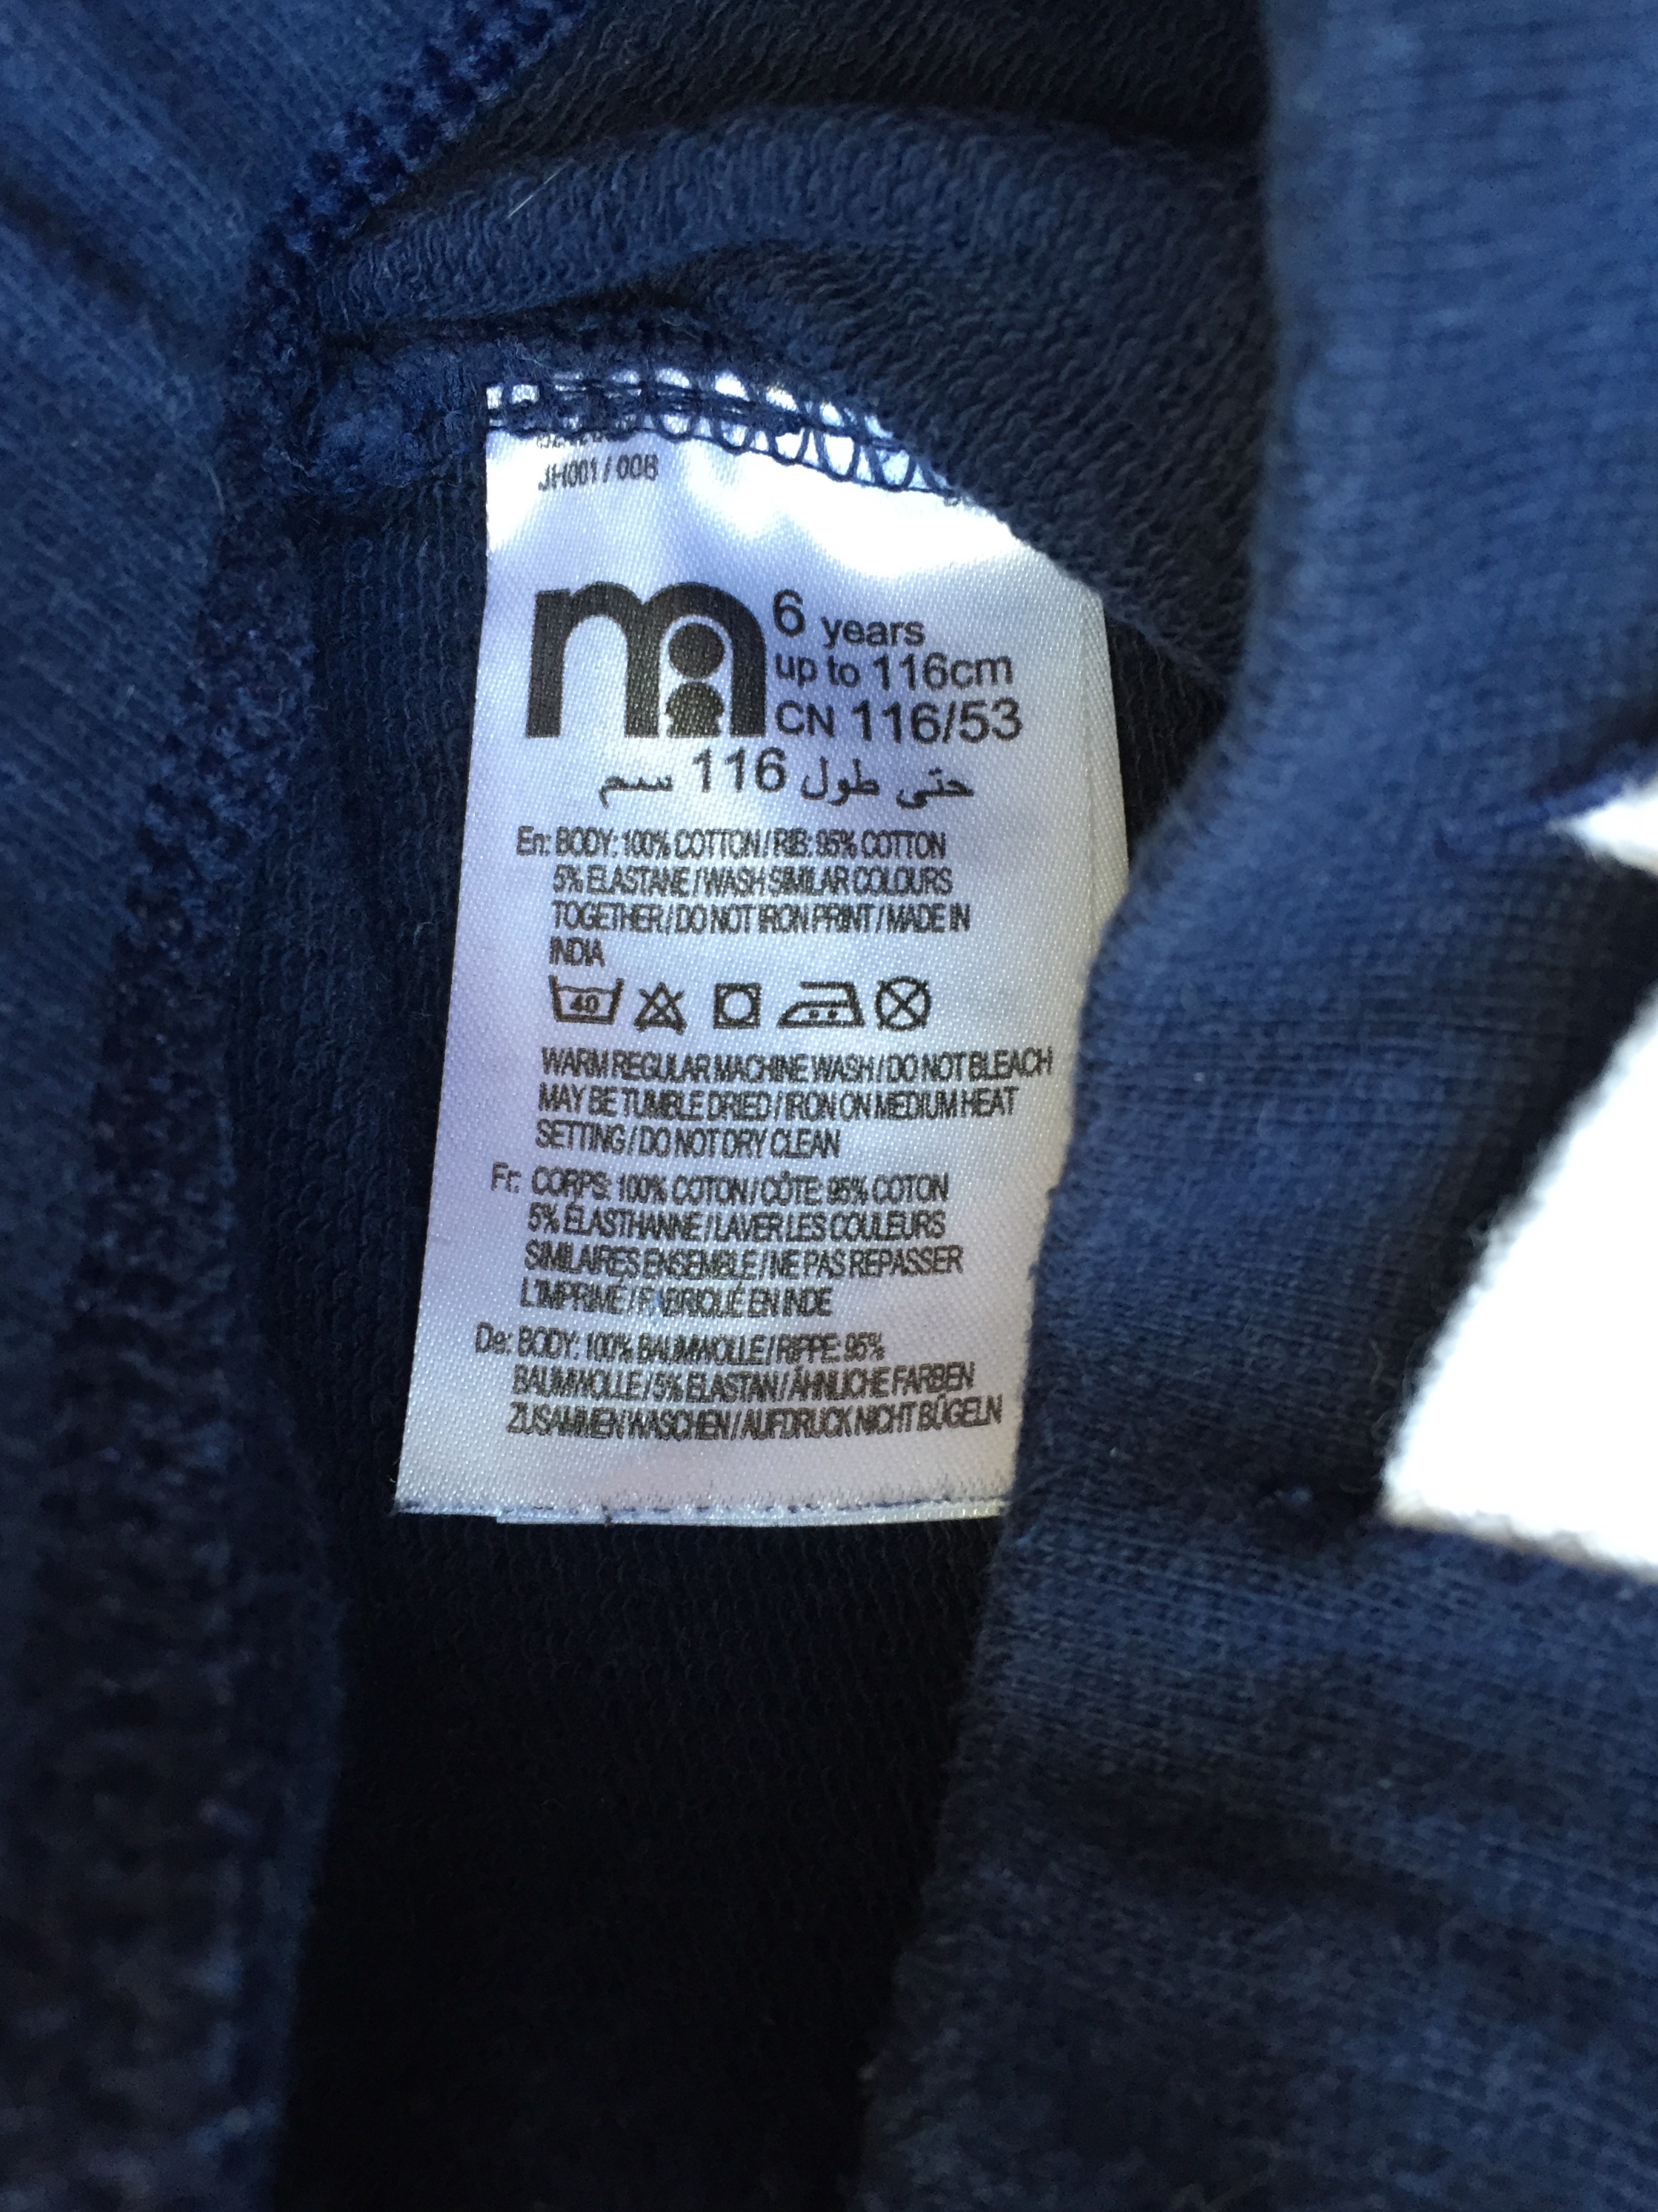 JH001 / 00B
m
6 years
up to 116cm
CN 116/53
حتى طول 116 سم
En: BODY: 100% COTTON / RIB: 95% COTTON
5% ELASTANE / WASH SIMILAR COLOURS
TOGETHER / DO NOT IRON PRINT / MADE IN
INDIA
40
WARM REGULAR MACHINE WASH / DO NOT BLEACH
MAY BE TUMBLE DRIED / IRON ON MEDIUM HEAT
SETTING / DO NOT DRY CLEAN
Fr: CORPS: 100% COTON / CÔTE: 95% COTON
5% ÉLASTHANNE / LAVER LES COULEURS
SIMILAIRES ENSEMBLE / NE PAS REPASSER
L'IMPRIMÉ / FABRIQUÉ EN INDE
De: BODY: 100% BAUMWOLLE / RIPPE: 95%
BAUMWOLLE / 5% ELASTAN / ÄHNLICHE FARBEN
ZUSAMMEN WASCHEN / AUFDRUCK NICHT BÜGELN